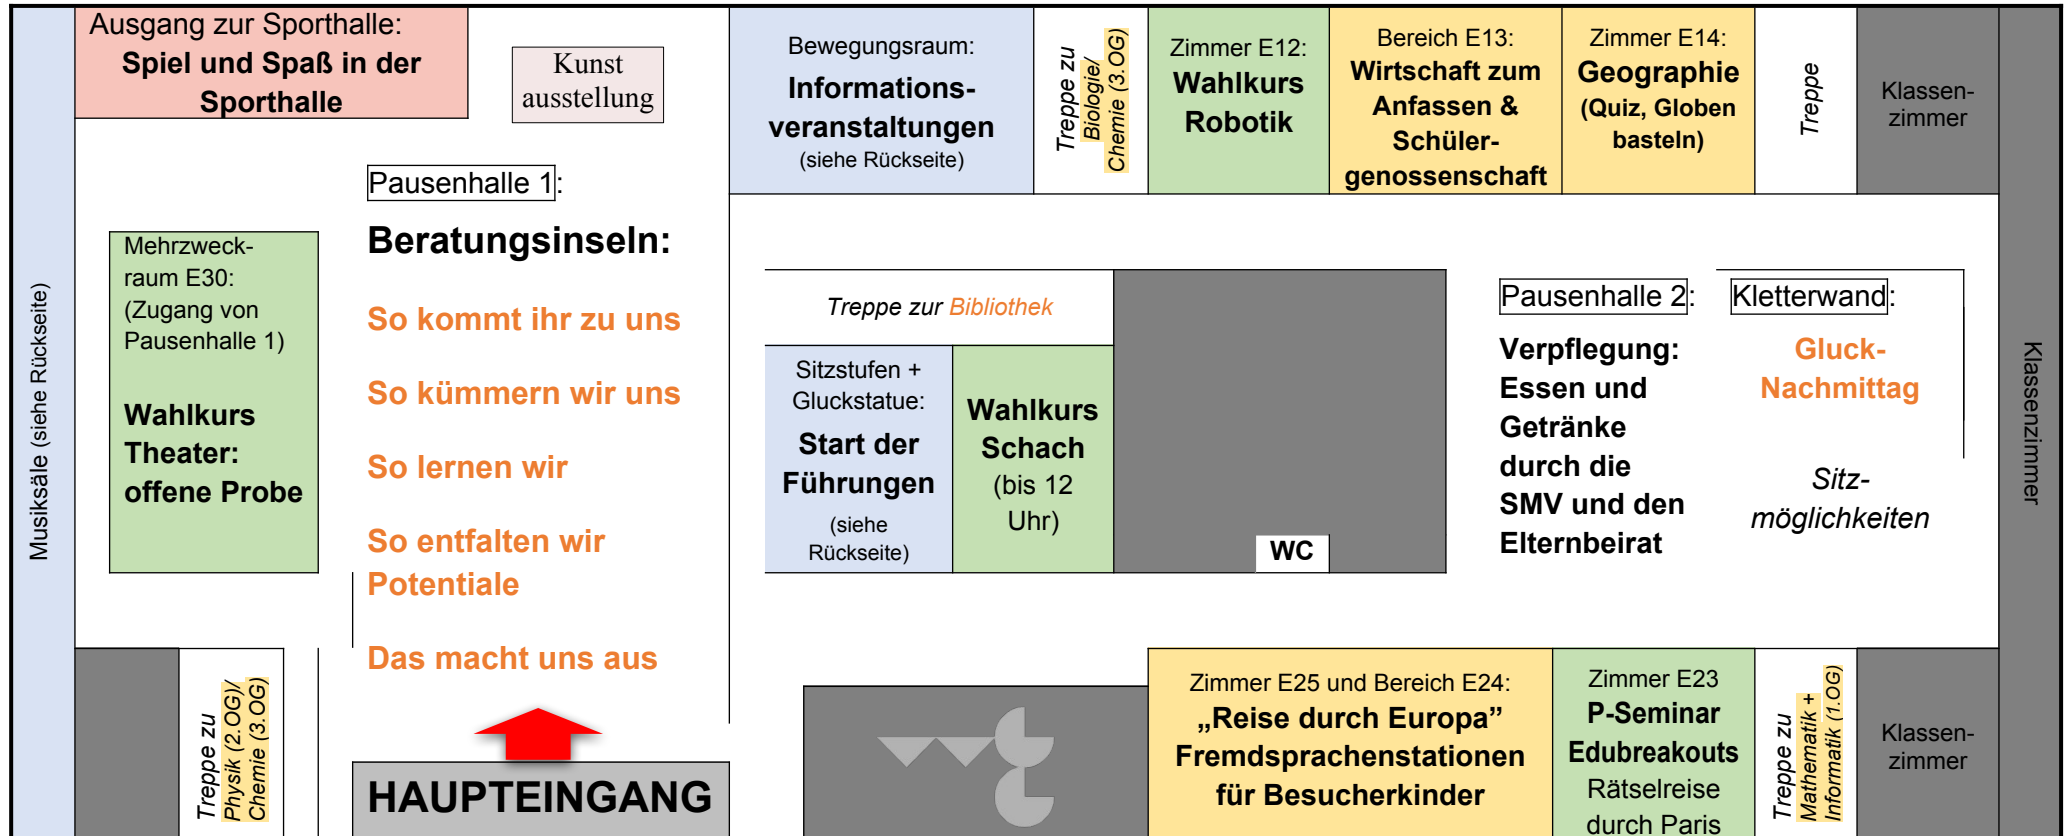 Ausgang zur Sporthalle:
Spiel und Spaß in der
Sporthalle
Kunst
ausstellung
Bewegungsraum:
Informations-
veranstaltungen
(siehe Rückseite)
Treppe zu
Biologie/
Chemie (3.OG)
Zimmer E12:
Wahlkurs
Robotik
Bereich E13:
Wirtschaft zum
Anfassen &
Schüler-
genossenschaft
Zimmer E14:
Geographie
(Quiz, Globen
basteln)
Treppe
Klassen-
zimmer
Musiksäle (siehe Rückseite)
Mehrzweck-
raum E30:
(Zugang von
Pausenhalle 1)
Wahlkurs
Theater:
offene Probe
Pausenhalle 1:
Beratungsinseln:
So kommt ihr zu uns
So kümmern wir uns
So lernen wir
So entfalten wir
Potentiale
Das macht uns aus
Treppe zur Bibliothek
Sitzstufen +
Gluckstatue:
Start der
Führungen
(siehe
Rückseite)
Wahlkurs
Schach
(bis 12
Uhr)
WC
Pausenhalle 2:
Verpflegung:
Essen und
Getränke
durch die
SMV und den
Elternbeirat
Kletterwand:
Gluck-
Nachmittag
Sitz-
möglichkeiten
Klassenzimmer
Treppe zu
Physik (2.OG)/
Chemie (3.OG)
HAUPTEINGANG
Zimmer E25 und Bereich E24:
„Reise durch Europa”
Fremdsprachenstationen
für Besucherkinder
Zimmer E23
P-Seminar
Edubreakouts
Rätselreise
durch Paris
Treppe zu
Mathematik +
Informatik (1.OG)
Klassen-
zimmer